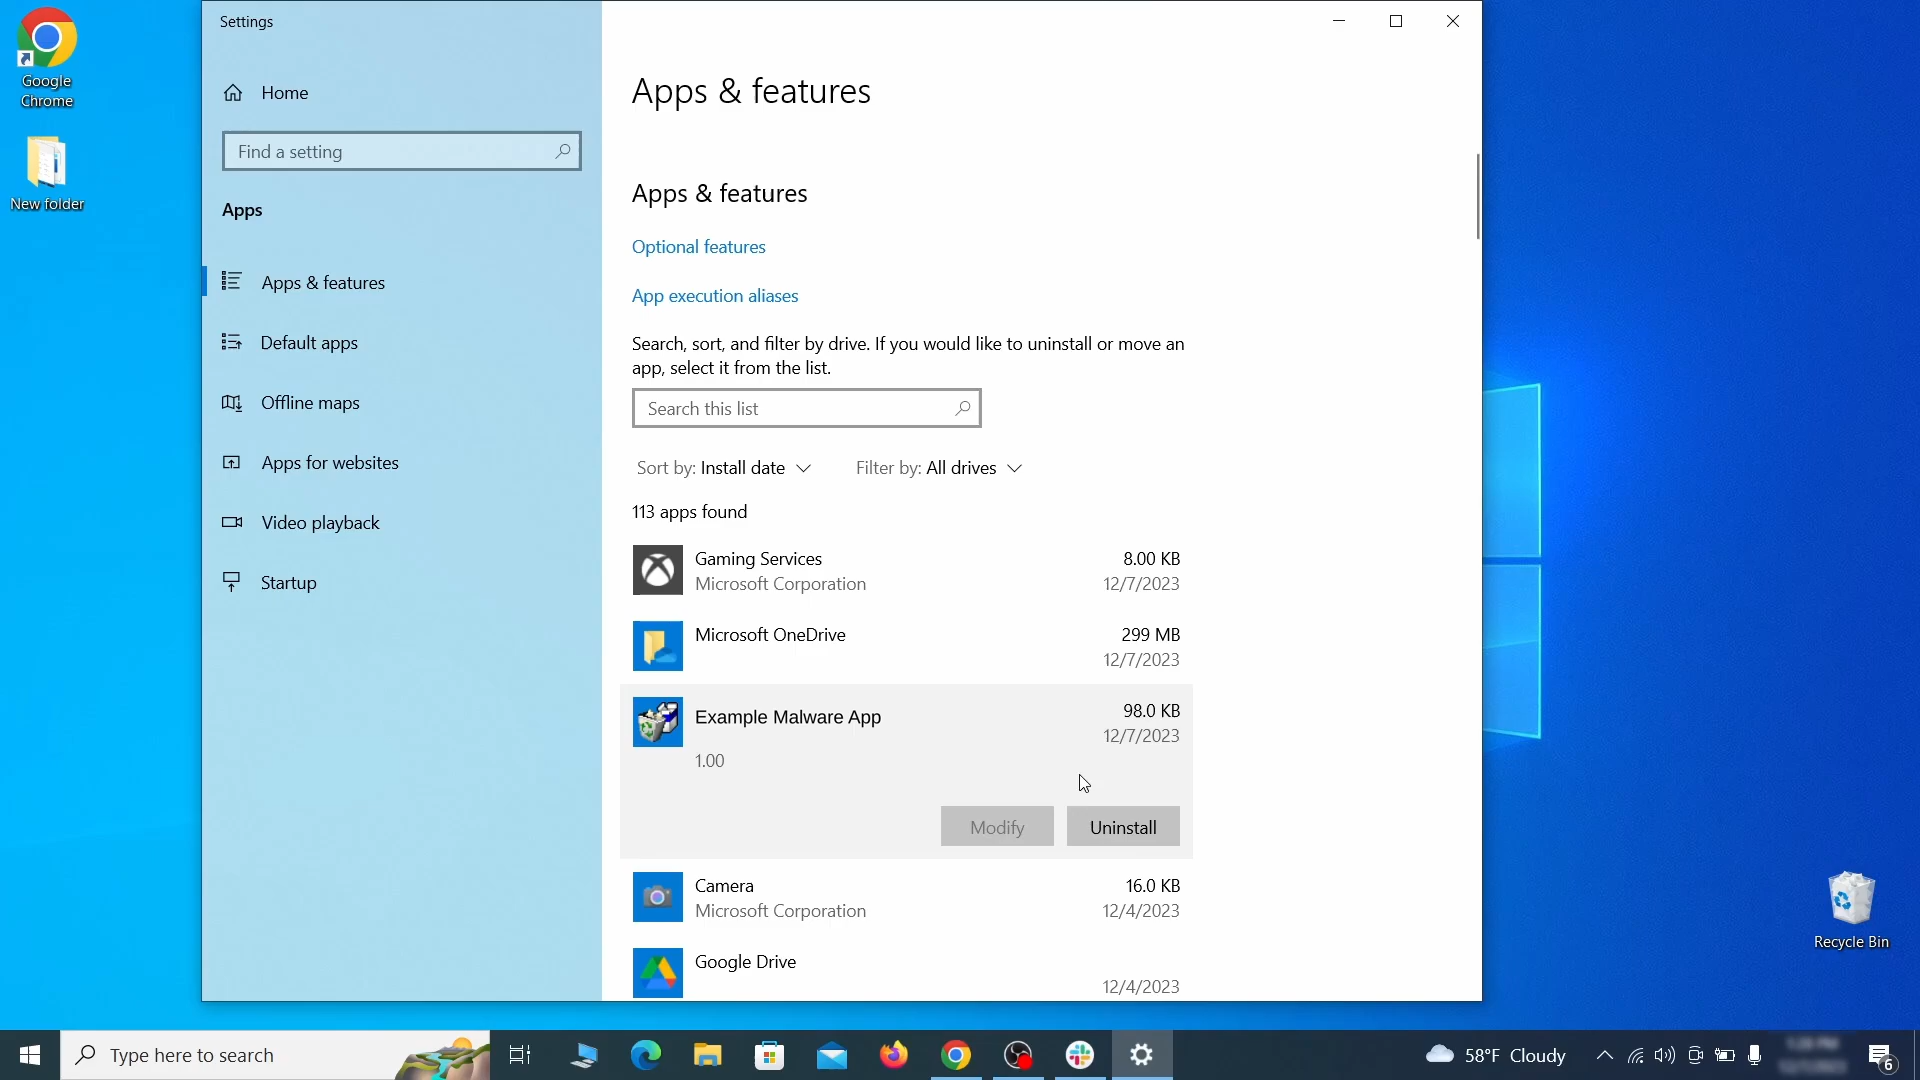 Google
Chrome
New folder
Settings
Home
Find a setting
Apps
Apps & features
Default apps
Offline maps
Apps for websites
Video playback
Startup
Apps & features
Apps & features
Optional features
App execution aliases
Search, sort, and filter by drive. If you would like to uninstall or move an
app, select it from the list.
Search this list
Sort by: Install date Filter by: All drives
113 apps found
Gaming Services 8.00 KB
Microsoft Corporation 12/7/2023
Microsoft OneDrive 299 MB
12/7/2023
Example Malware App 98.0 KB
12/7/2023
1.00
Modify Uninstall
Camera 16.0 KB
Microsoft Corporation 12/4/2023
Google Drive
12/4/2023
Recycle Bin
Type here to search
58°F Cloudy
6